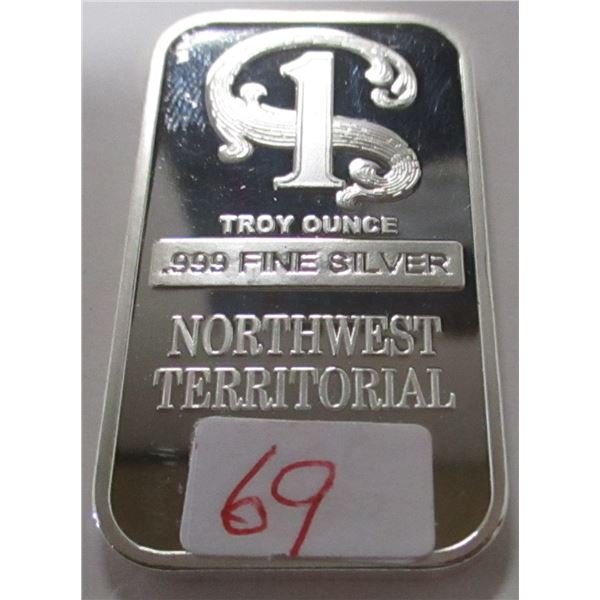 1
TROY OUNCE
.999 FINE SILVER
NORTHWEST
TERRITORIAL
69